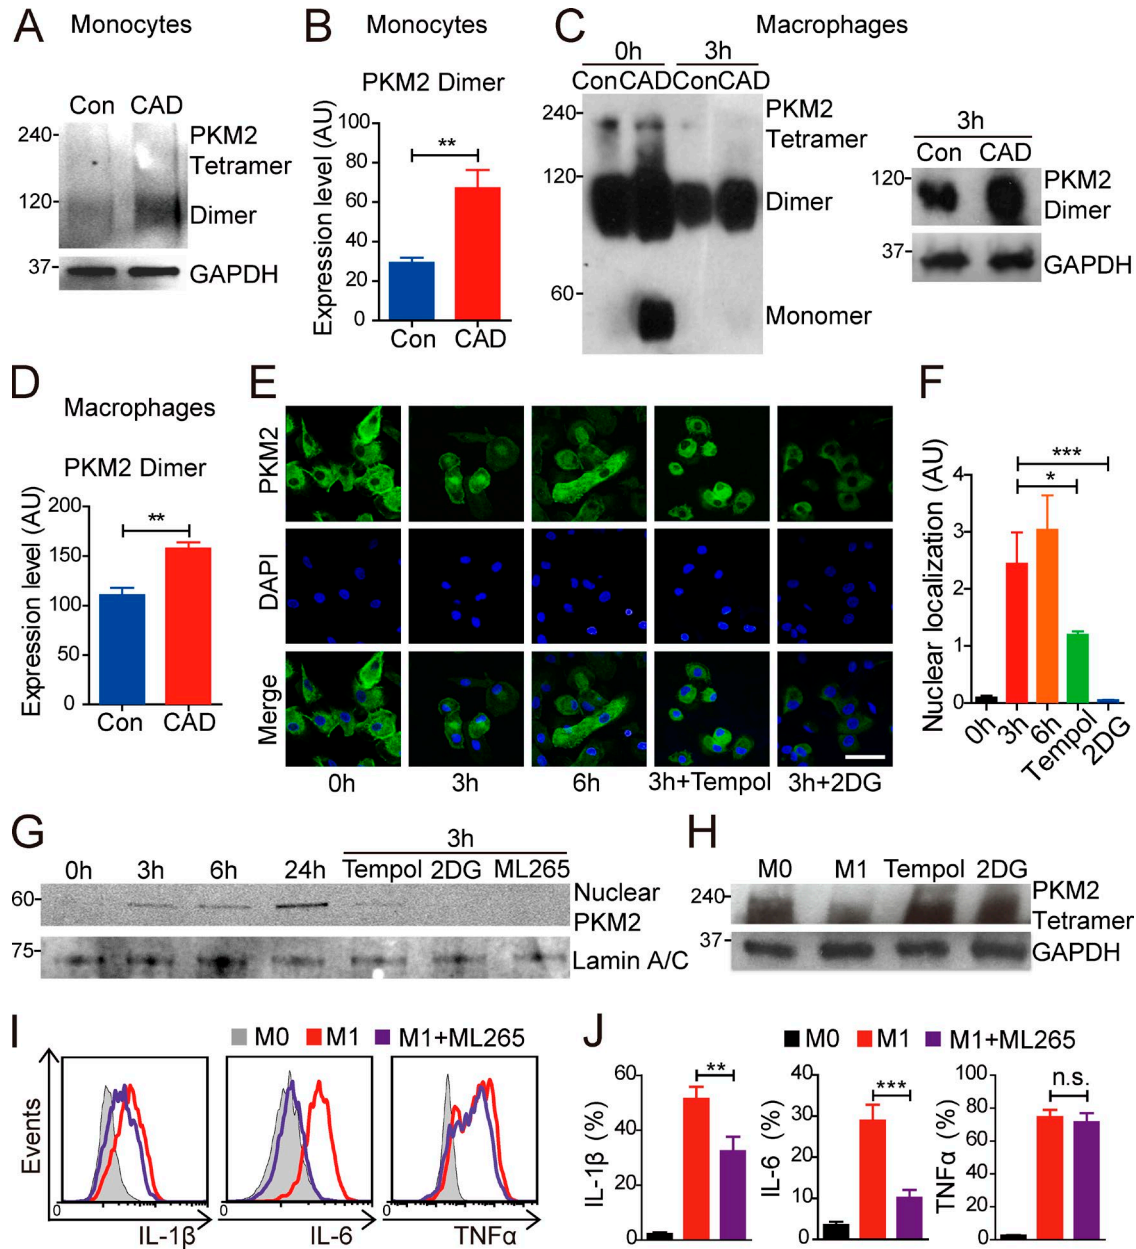 A Monocytes
Con CAD
240- PKM2
Tetramer
120- Dimer
37- GAPDH
B Monocytes
PKM2 Dimer
Expression level (AU)
100
80
60
40
20
0
**
Con CAD
C Macrophages
0h 3h
Con CAD Con CAD
240- PKM2
Tetramer
120- Dimer
60- Monomer
3h
Con CAD
120- PKM2
Dimer
37- GAPDH
D Macrophages
PKM2 Dimer
Expression level (AU)
200
150
100
50
0
**
Con CAD
E
PKM2
DAPI
Merge
0h 3h 6h 3h+Tempol 3h+2DG
F
Nuclear localization (AU)
4
3
2
1
0
***
*
0h 3h 6h Tempol 2DG
G
3h
0h 3h 6h 24h Tempol 2DG ML265
60- Nuclear
PKM2
75- Lamin A/C
H
M0 M1 Tempol 2DG
240- PKM2
Tetramer
37- GAPDH
I M0 M1 M1+ML265
Events
0 0 0
IL-1β IL-6 TNFα
J M0 M1 M1+ML265
IL-1β (%)
60
40
20
0
**
IL-6 (%)
40
30
20
10
0
***
TNFα (%)
100
80
60
40
20
0
n.s.